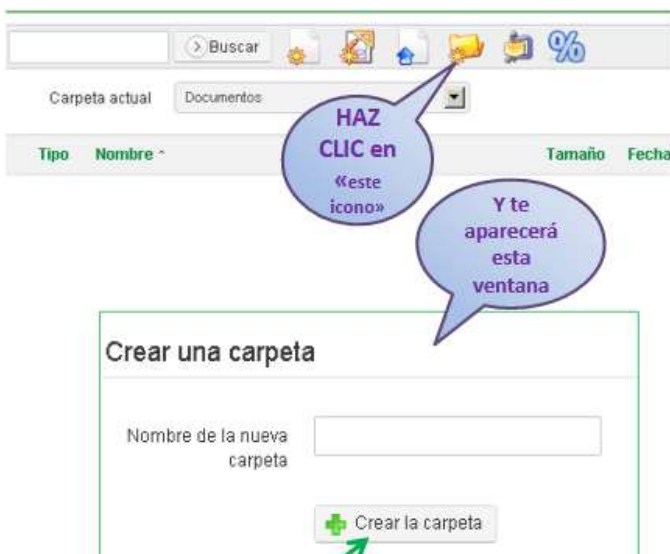 Buscar
%
Carpeta actual
Documentos
HAZ
CLIC en
«este
icono»
Tipo
Nombre
Tamaño
Fecha
Y te
aparecerá
esta
ventana
Crear una carpeta
Nombre de la nueva
carpeta
Crear la carpeta